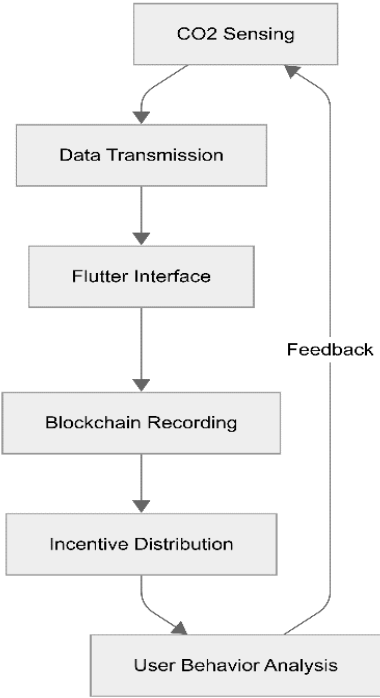 CO2 Sensing
Data Transmission
Flutter Interface
Feedback
Blockchain Recording
Incentive Distribution
User Behavior Analysis